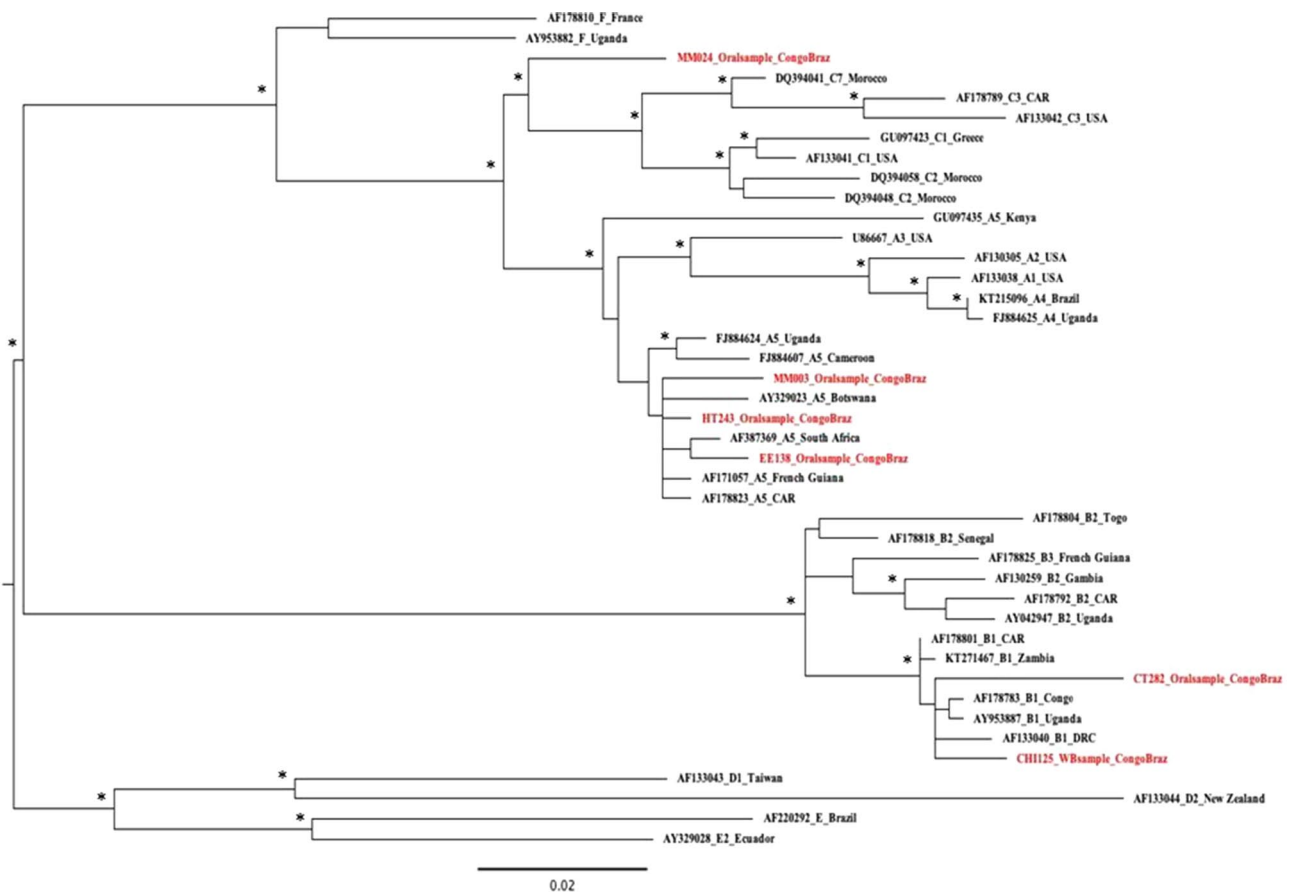 AF178810_F_France
AY953882_F_Uganda
MM024_Oralsample_CongoBraz
DQ394041_C7_Morocco
AF178789_C3_CAR
AF133042_C3_USA
GU097423_C1_Greece
AF133041_C1_USA
DQ394058_C2_Morocco
DQ394048_C2_Morocco
GU097435_A5_Kenya
U86667_A3_USA
AF130305_A2_USA
AF133038_A1_USA
KT215096_A4_Brazil
FJ884625_A4_Uganda
FJ884624_A5_Uganda
FJ884607_A5_Cameroon
MM003_Oralsample_CongoBraz
AY329023_A5_Botswana
HT243_Oralsample_CongoBraz
AF387369_A5_South Africa
EE138_Oralsample_CongoBraz
AF171057_A5_French Guiana
AF178823_A5_CAR
AF178804_B2_Togo
AF178818_B2_Senegal
AF178825_B3_French Guiana
AF130259_B2_Gambia
AF178792_B2_CAR
AY042947_B2_Uganda
AF178801_B1_CAR
KT271467_B1_Zambia
CT282_Oralsample_CongoBraz
AF178783_B1_Congo
AY953887_B1_Uganda
AF133040_B1_DRC
CHI125_WBsample_CongoBraz
AF133043_D1_Taiwan
AF133044_D2_New Zealand
AF220292_E_Brazil
AY329028_E2_Ecuador
0.02